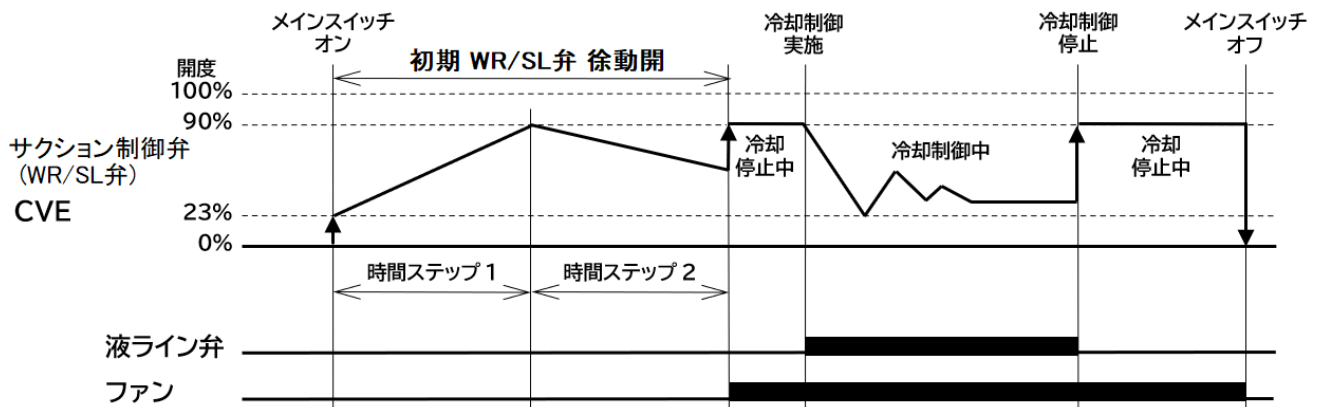 メインスイッチ
オン
冷却制御
実施
冷却制御
停止
メインスイッチ
オフ
初期 WR/SL弁 徐動開
開度
100%
90%
サクション制御弁
（WR/SL弁）
CVE
冷却
停止中
冷却制御中
冷却
停止中
23%
0%
時間ステップ 1
時間ステップ 2
液ライン弁
ファン